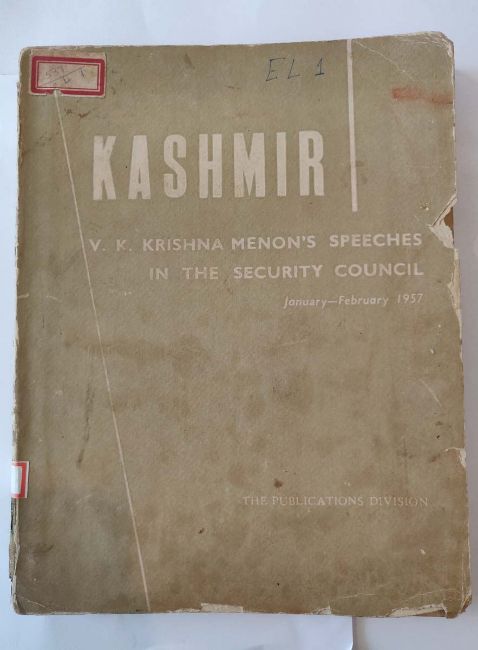 EL 1
KASHMIR
V. K. KRISHNA MENON'S SPEECHES
IN THE SECURITY COUNCIL
January—February 1957
THE PUBLICATIONS DIVISION